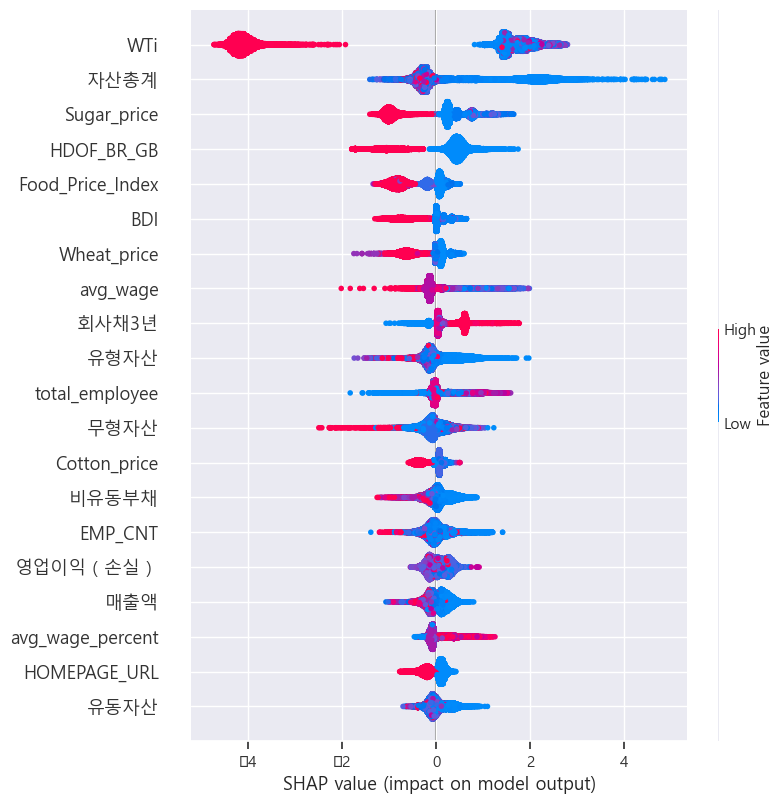 WTi
자산총계
Sugar_price
HDOF_BR_GB
Food_Price_Index
BDI
Wheat_price
avg_wage
회사채3년
유형자산
total_employee
무형자산
Cotton_price
비유동부채
EMP_CNT
영업이익 ( 손실 )
매출액
avg_wage_percent
HOMEPAGE_URL
유동자산
▯4 ▯2 0 2 4
SHAP value (impact on model output)
High
Low
Feature value